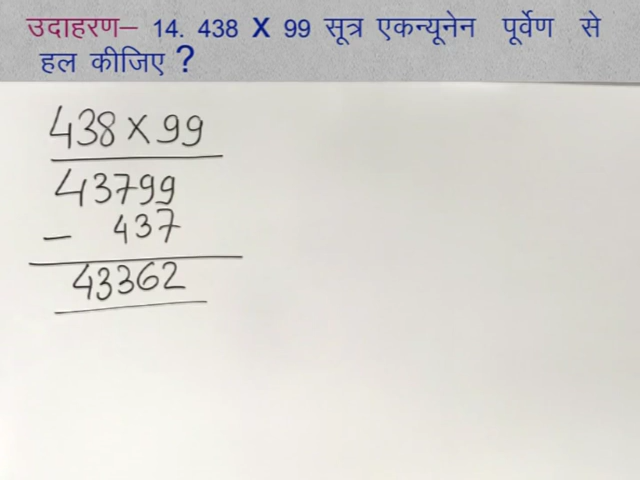 उदाहरण– 14. 438 X 99 सूत्र एकन्यूनेन पूर्वेण से
हल कीजिए ?
438 × 99
43799
– 437
43362